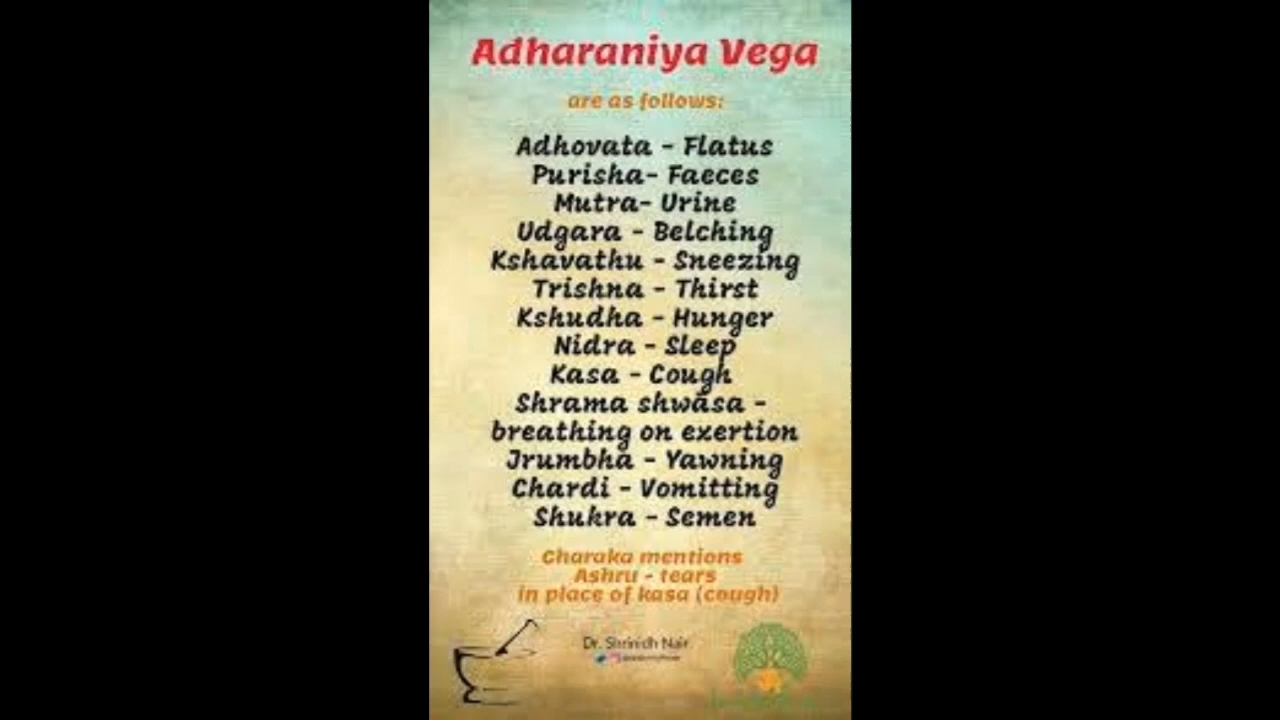 Adharaniya Vega
are as follows:
Adhovata - Flatus
Purisha- Faeces
Mutra- Urine
Udgara - Belching
Kshavathu - Sneezing
Trishna - Thirst
Kshudha - Hunger
Nidra - Sleep
Kasa - Cough
Shrama shwasa -
breathing on exertion
Jrumbha - Yawning
Chardi - Vomitting
Shukra - Semen
Charaka mentions
Ashru - tears
in place of kasa (cough)
Dr. Shrinidh Nair